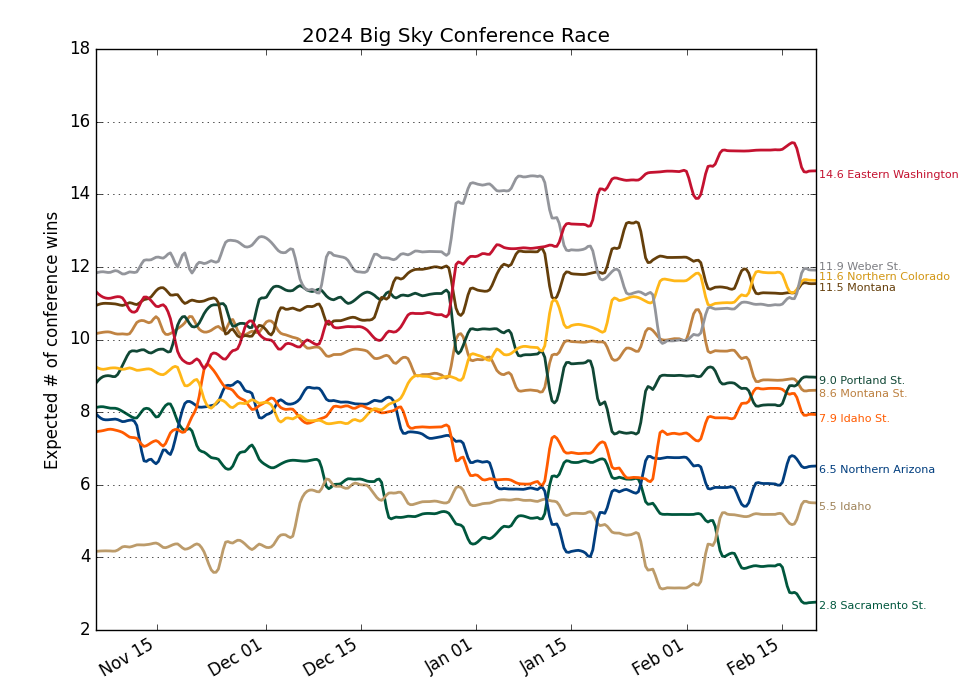 2024 Big Sky Conference Race
Expected # of conference wins
18
16
14
12
10
8
6
4
2
14.6 Eastern Washington
11.9 Weber St.
11.6 Northern Colorado
11.5 Montana
9.0 Portland St.
8.6 Montana St.
7.9 Idaho St.
6.5 Northern Arizona
5.5 Idaho
2.8 Sacramento St.
Nov 15
Dec 01
Dec 15
Jan 01
Jan 15
Feb 01
Feb 15